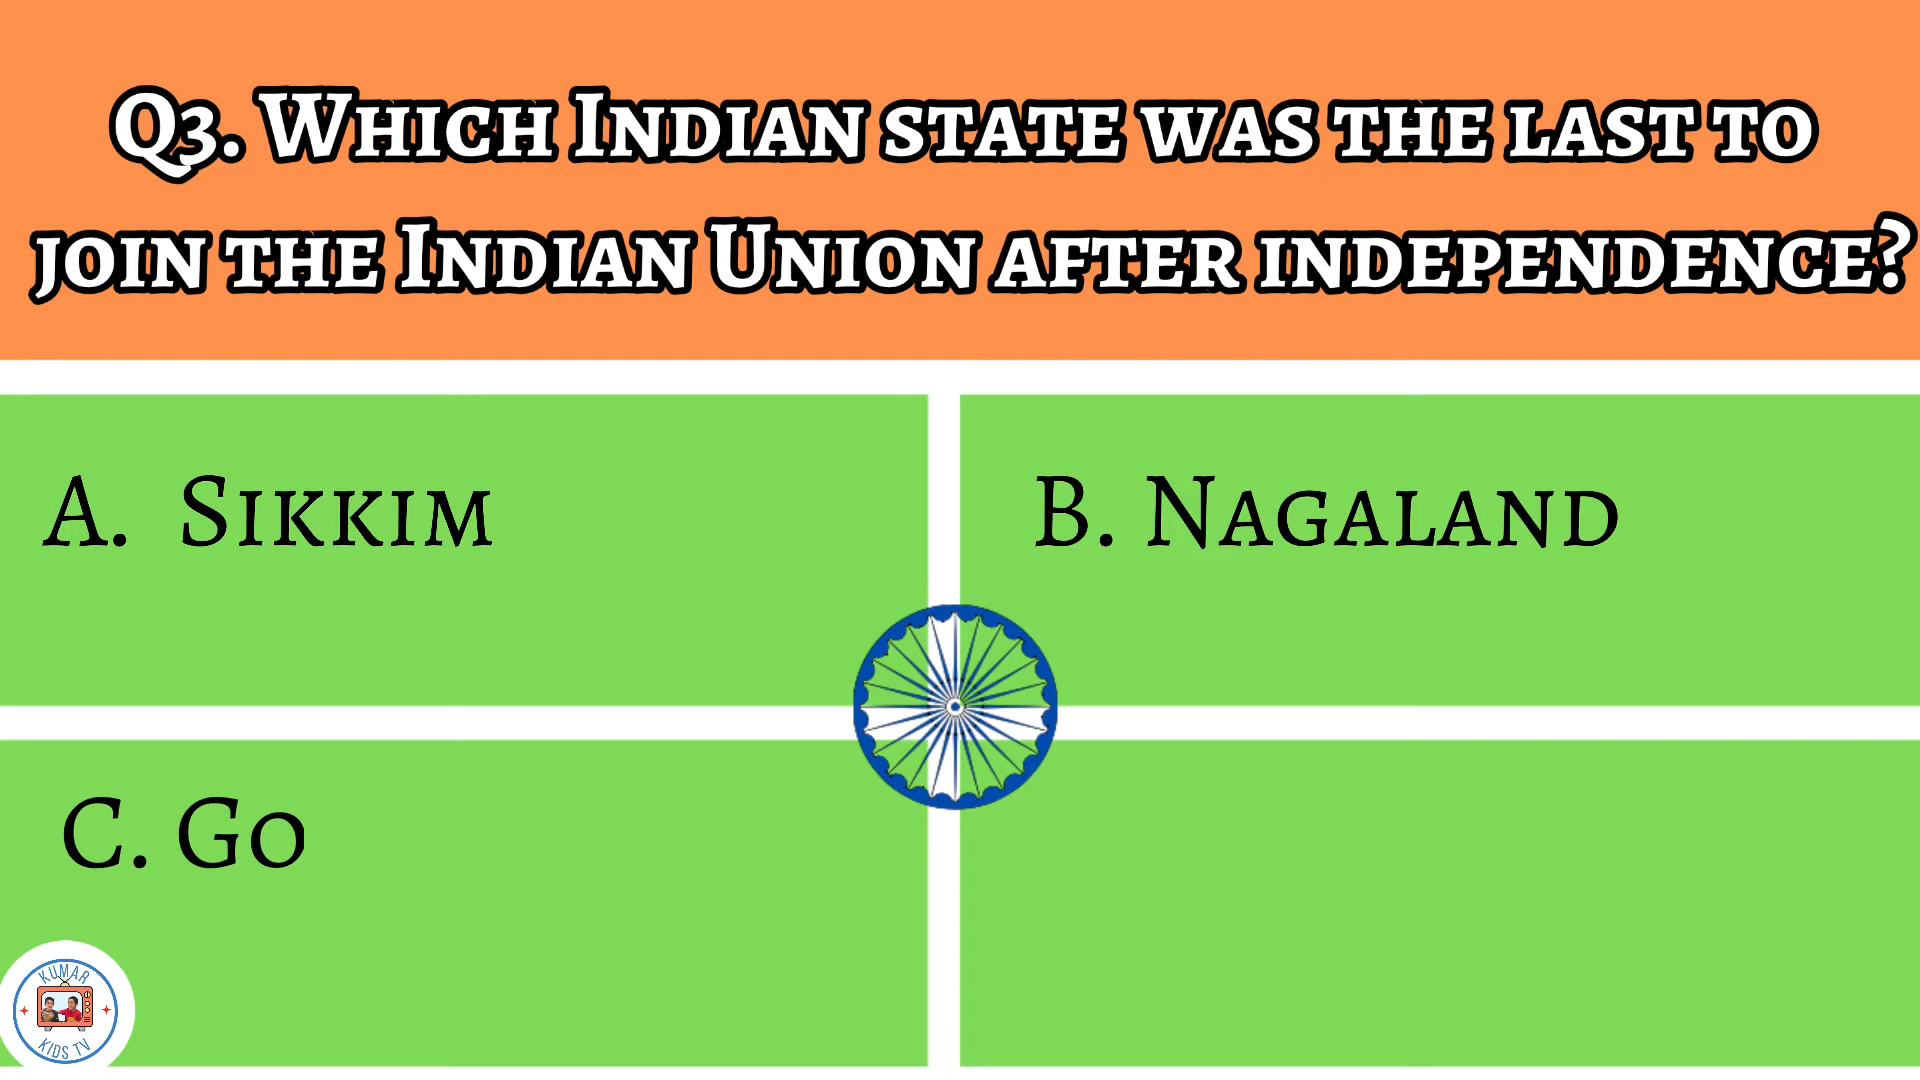 Q3. Which Indian state was the last to
join the Indian Union after independence?
A. Sikkim
B. Nagaland
C. Go
KUMAR
KIDS TV